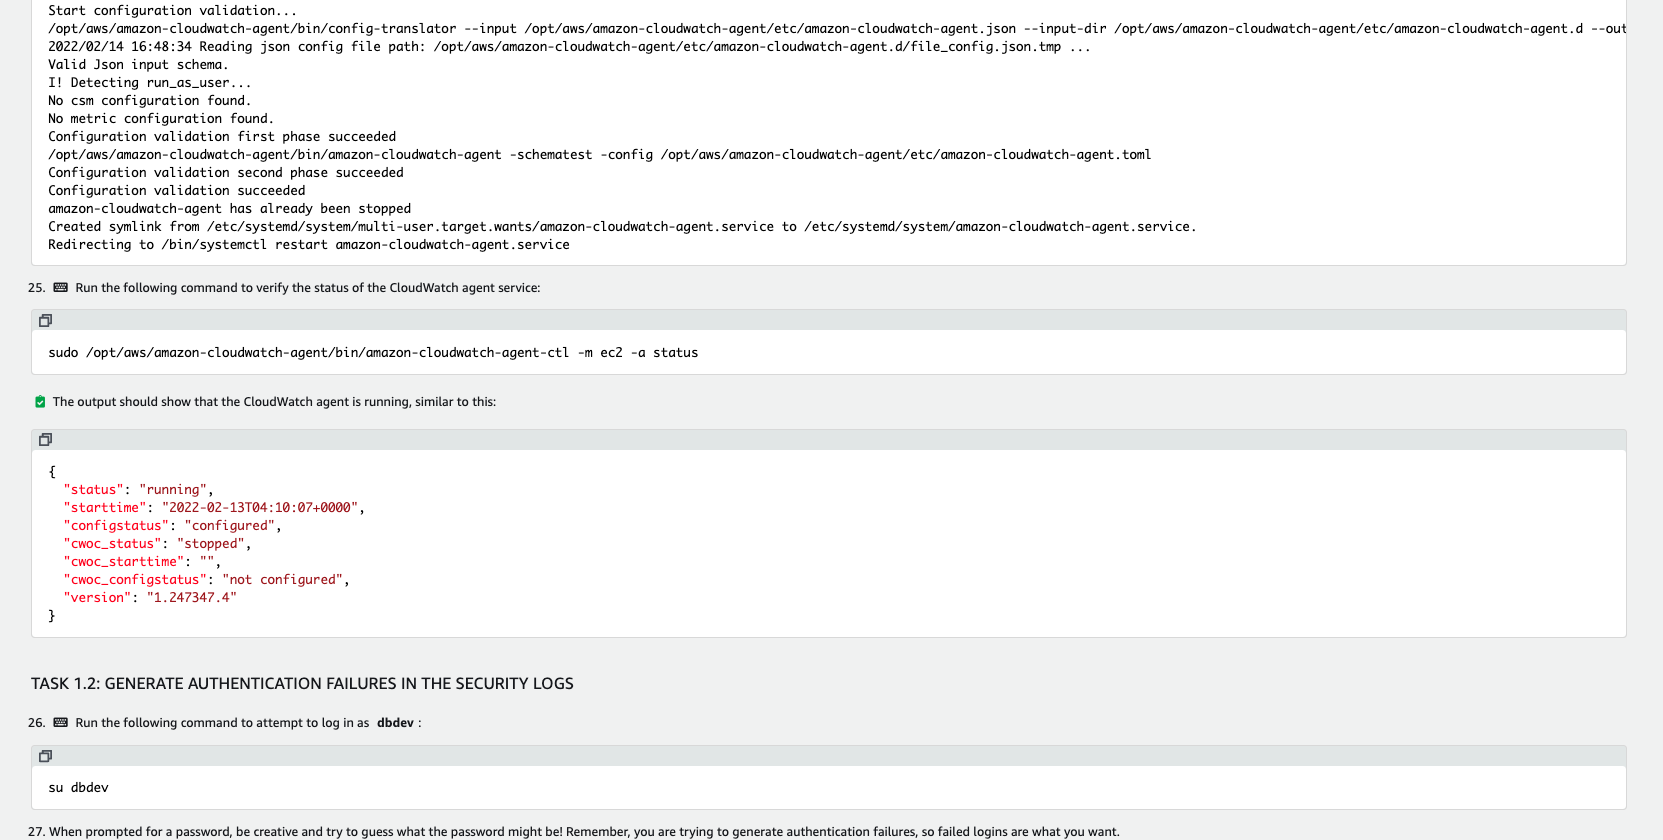 Start configuration validation...
/opt/aws/amazon-cloudwatch-agent/bin/config-translator --input /opt/aws/amazon-cloudwatch-agent/etc/amazon-cloudwatch-agent.json --input-dir /opt/aws/amazon-cloudwatch-agent/etc/amazon-cloudwatch-agent.d --out
2022/02/14 16:48:34 Reading json config file path: /opt/aws/amazon-cloudwatch-agent/etc/amazon-cloudwatch-agent.d/file_config.json.tmp ...
Valid Json input schema.
I! Detecting run_as_user...
No csm configuration found.
No metric configuration found.
Configuration validation first phase succeeded
/opt/aws/amazon-cloudwatch-agent/bin/amazon-cloudwatch-agent -schematest -config /opt/aws/amazon-cloudwatch-agent/etc/amazon-cloudwatch-agent.toml
Configuration validation second phase succeeded
Configuration validation succeeded
amazon-cloudwatch-agent has already been stopped
Created symlink from /etc/systemd/system/multi-user.target.wants/amazon-cloudwatch-agent.service to /etc/systemd/system/amazon-cloudwatch-agent.service.
Redirecting to /bin/systemctl restart amazon-cloudwatch-agent.service
25. Run the following command to verify the status of the CloudWatch agent service:
sudo /opt/aws/amazon-cloudwatch-agent/bin/amazon-cloudwatch-agent-ctl -m ec2 -a status
The output should show that the CloudWatch agent is running, similar to this:
{
"status": "running",
"starttime": "2022-02-13T04:10:07+0000",
"configstatus": "configured",
"cwoc_status": "stopped",
"cwoc_starttime": "",
"cwoc_configstatus": "not configured",
"version": "1.247347.4"
}
TASK 1.2: GENERATE AUTHENTICATION FAILURES IN THE SECURITY LOGS
26. Run the following command to attempt to log in as dbdev :
su dbdev
27. When prompted for a password, be creative and try to guess what the password might be! Remember, you are trying to generate authentication failures, so failed logins are what you want.